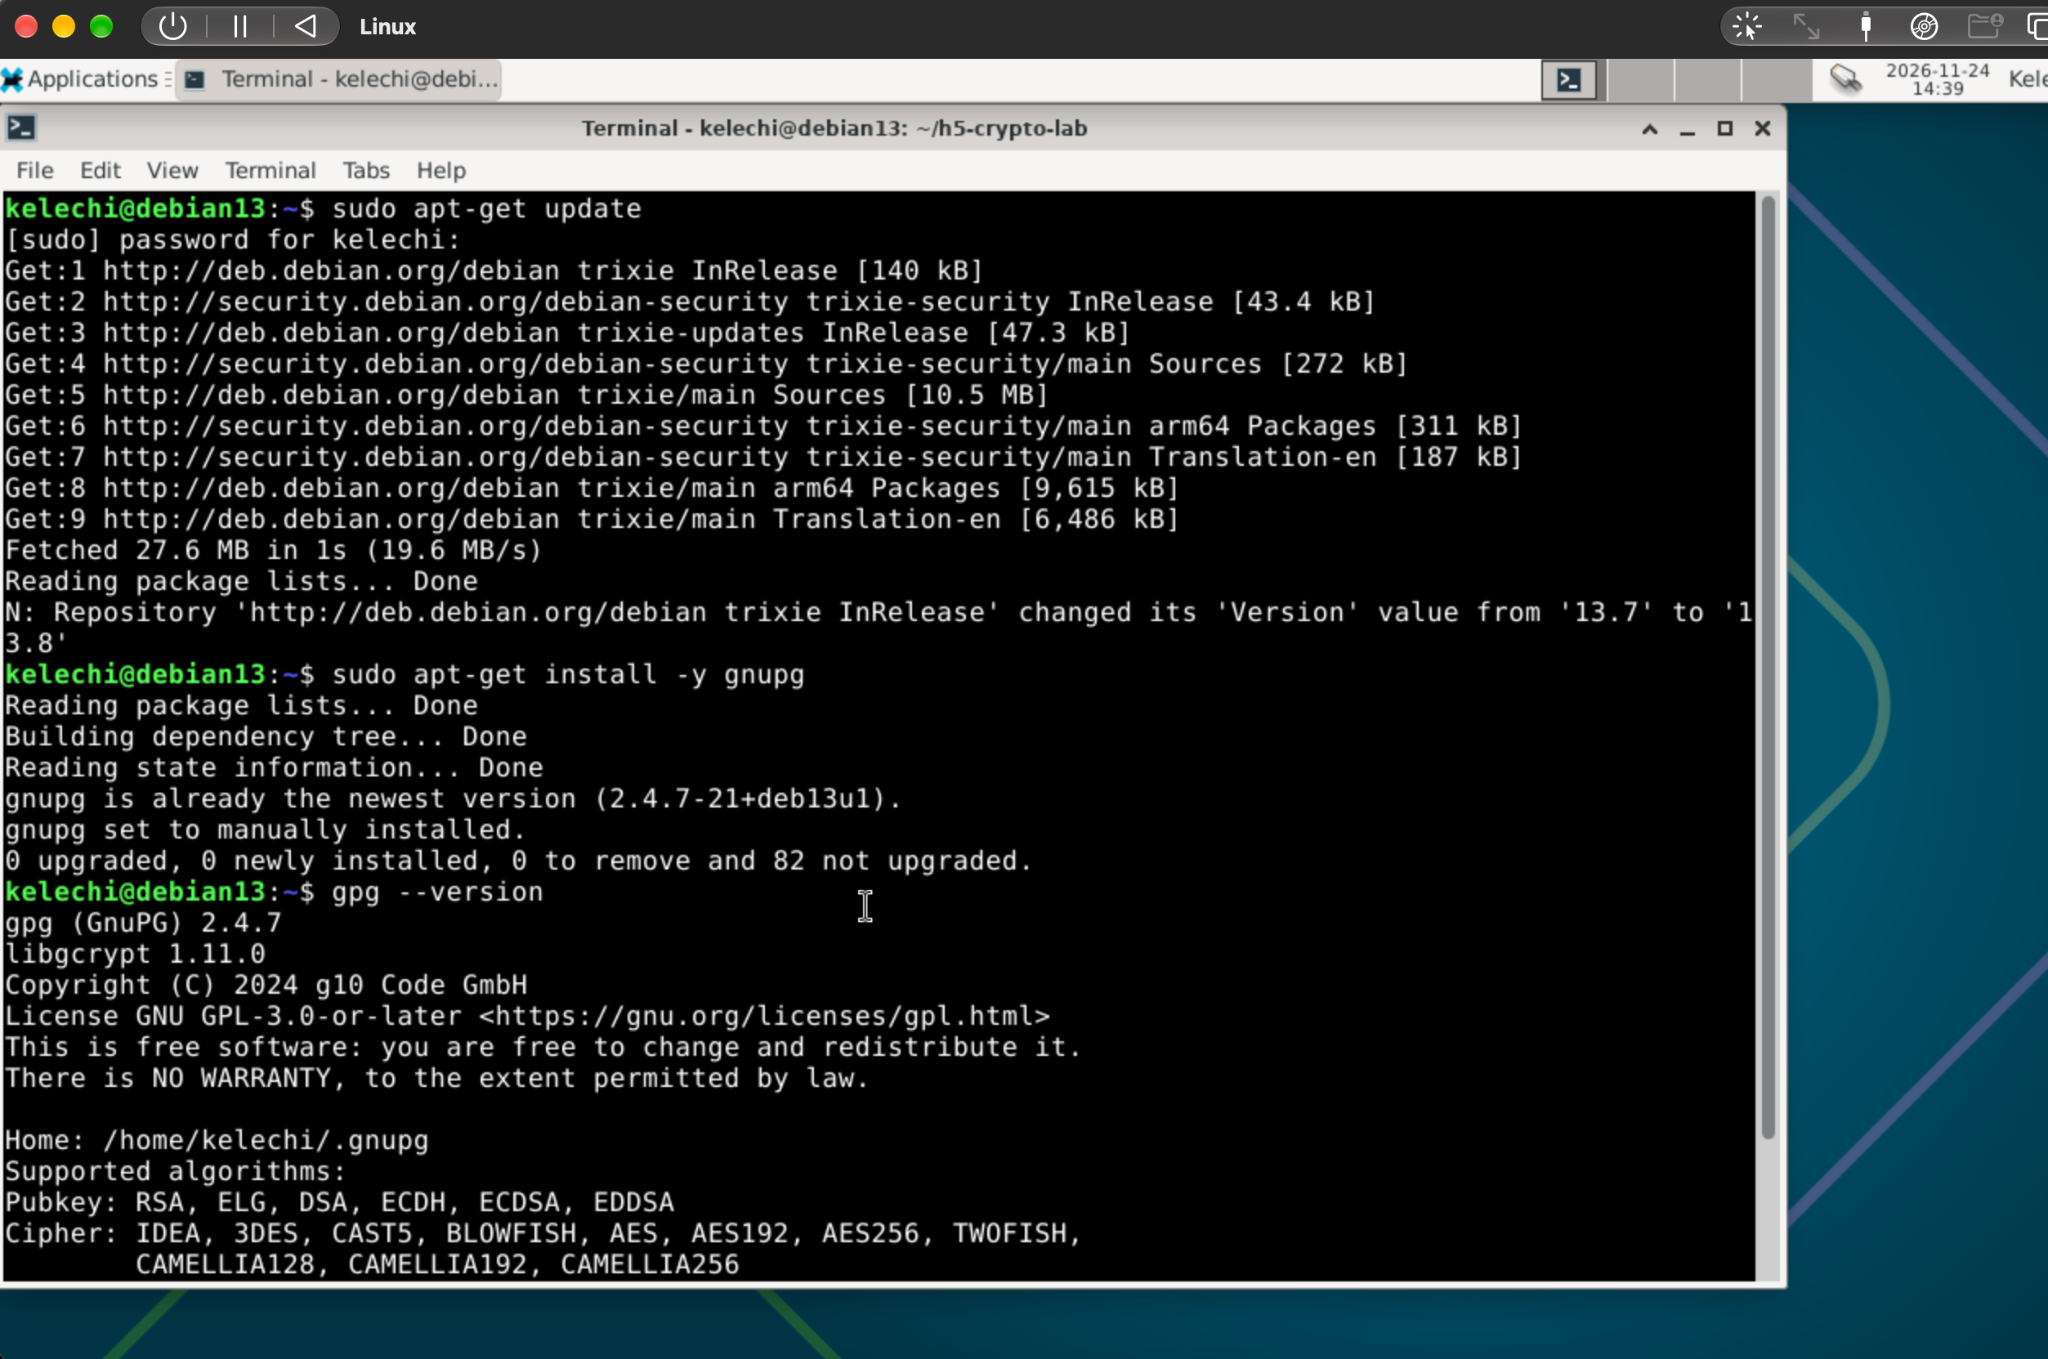 Linux
Applications
Terminal - kelechi@debi...
2026-11-24
14:39
Kele
Terminal - kelechi@debian13: ~/h5-crypto-lab
File Edit View Terminal Tabs Help
kelechi@debian13:~$ sudo apt-get update
[sudo] password for kelechi:
Get:1 http://deb.debian.org/debian trixie InRelease [140 kB]
Get:2 http://security.debian.org/debian-security trixie-security InRelease [43.4 kB]
Get:3 http://deb.debian.org/debian trixie-updates InRelease [47.3 kB]
Get:4 http://security.debian.org/debian-security trixie-security/main Sources [272 kB]
Get:5 http://deb.debian.org/debian trixie/main Sources [10.5 MB]
Get:6 http://security.debian.org/debian-security trixie-security/main arm64 Packages [311 kB]
Get:7 http://security.debian.org/debian-security trixie-security/main Translation-en [187 kB]
Get:8 http://deb.debian.org/debian trixie/main arm64 Packages [9,615 kB]
Get:9 http://deb.debian.org/debian trixie/main Translation-en [6,486 kB]
Fetched 27.6 MB in 1s (19.6 MB/s)
Reading package lists... Done
N: Repository 'http://deb.debian.org/debian trixie InRelease' changed its 'Version' value from '13.7' to '1
3.8'
kelechi@debian13:~$ sudo apt-get install -y gnupg
Reading package lists... Done
Building dependency tree... Done
Reading state information... Done
gnupg is already the newest version (2.4.7-21+deb13u1).
gnupg set to manually installed.
0 upgraded, 0 newly installed, 0 to remove and 82 not upgraded.
kelechi@debian13:~$ gpg --version
gpg (GnuPG) 2.4.7
libgcrypt 1.11.0
Copyright (C) 2024 g10 Code GmbH
License GNU GPL-3.0-or-later <https://gnu.org/licenses/gpl.html>
This is free software: you are free to change and redistribute it.
There is NO WARRANTY, to the extent permitted by law.

Home: /home/kelechi/.gnupg
Supported algorithms:
Pubkey: RSA, ELG, DSA, ECDH, ECDSA, EDDSA
Cipher: IDEA, 3DES, CAST5, BLOWFISH, AES, AES192, AES256, TWOFISH,
CAMELLIA128, CAMELLIA192, CAMELLIA256